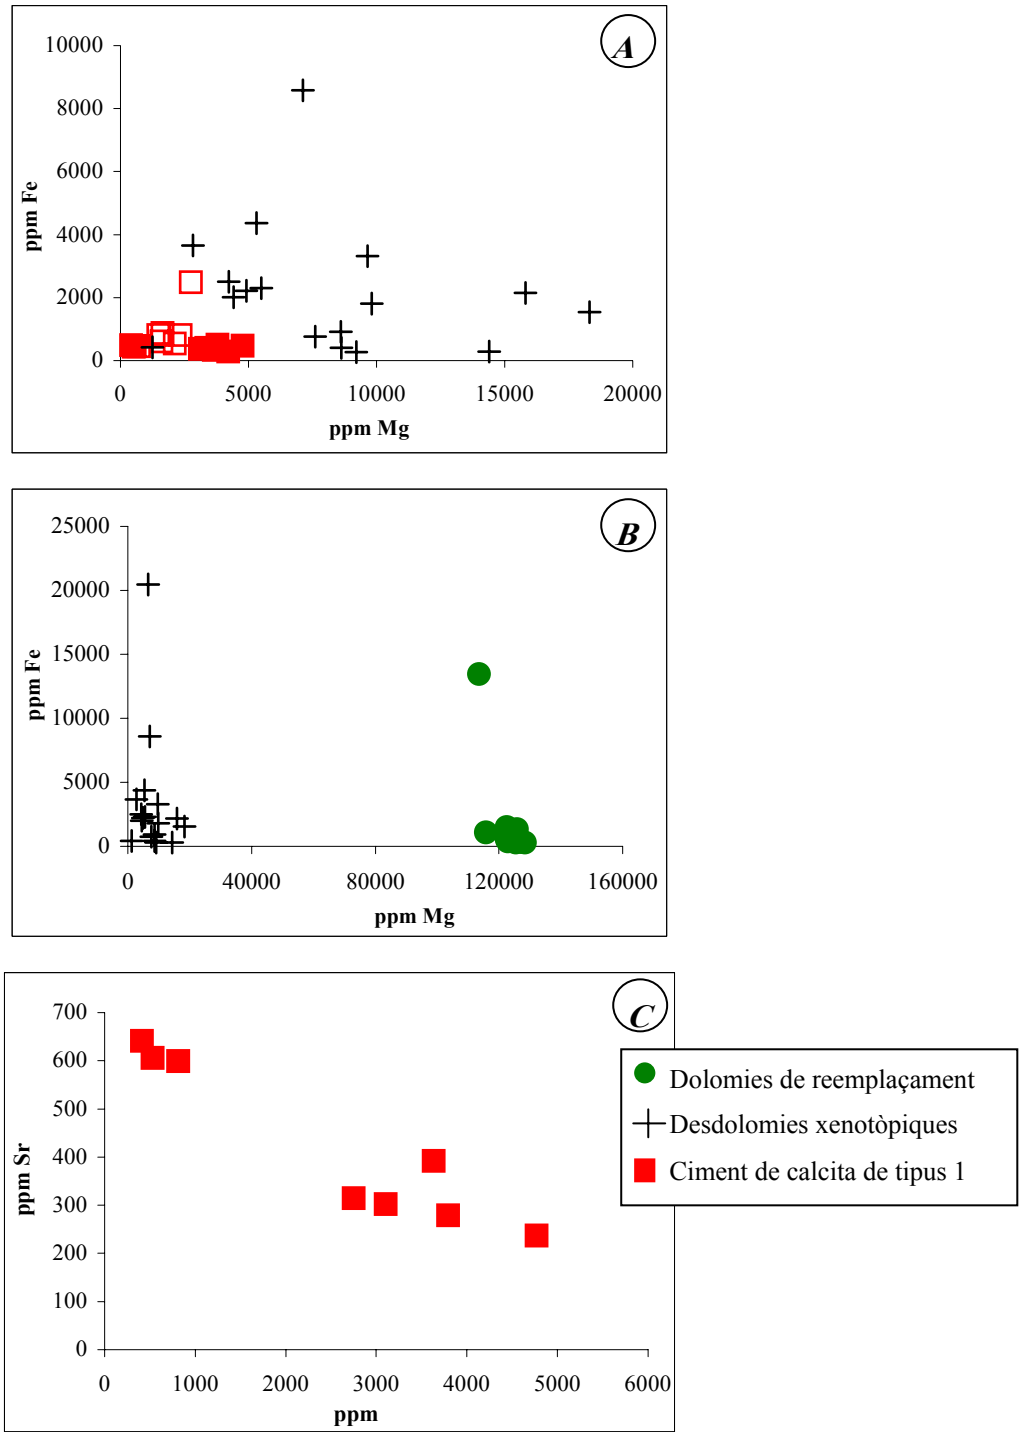 A
10000
8000
6000
4000
2000
0
ppm Fe
0 5000 10000 15000 20000
ppm Mg
B
25000
20000
15000
10000
5000
0
ppm Fe
0 40000 80000 120000 160000
ppm Mg
C
700
600
500
400
300
200
100
0
ppm Sr
0 1000 2000 3000 4000 5000 6000
ppm
Dolomies de reemplaçament
Desdolomies xenotòpiques
Ciment de calcita de tipus 1